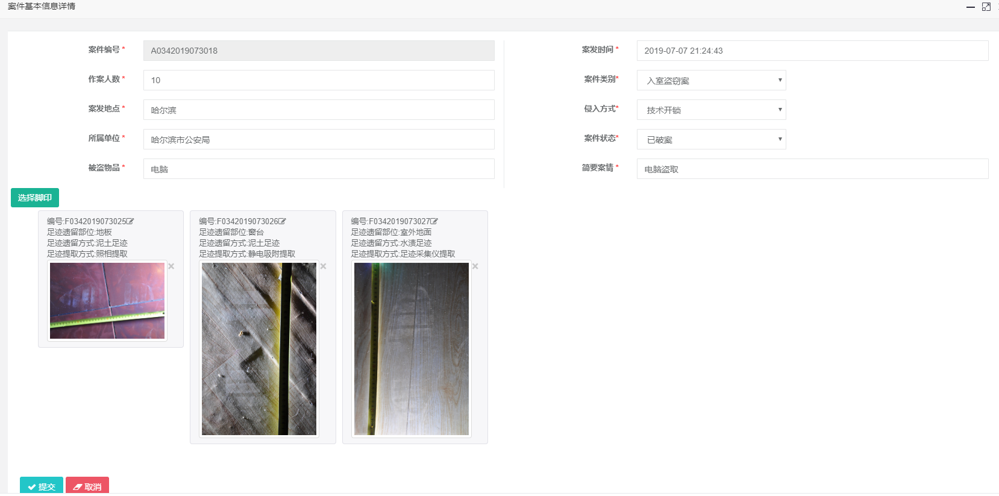 案件基本信息详情
案件编号 *
A0342019073018
案发时间 *
2019-07-07 21:24:43
作案人数 *
10
案件类别*
入室盗窃案
案发地点 *
哈尔滨
侵入方式*
技术开锁
所属单位 *
哈尔滨市公安局
案件状态*
已破案
被盗物品 *
电脑
简要案情 *
电脑盗取
选择脚印
编号:F0342019073025
足迹遗留部位:地板
足迹遗留方式:泥土足迹
足迹提取方式:照相提取
编号:F0342019073026
足迹遗留部位:窗台
足迹遗留方式:泥土足迹
足迹提取方式:静电吸附提取
编号:F0342019073027
足迹遗留部位:室外地面
足迹遗留方式:水渍足迹
足迹提取方式:足迹采集仪提取
提交
取消